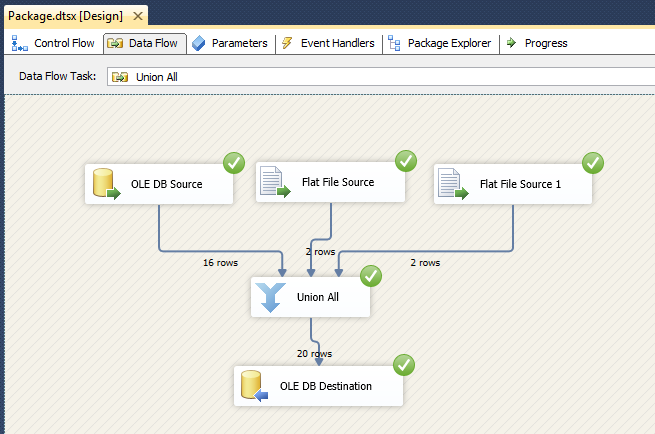 Package.dtsx [Design]
Control Flow
Data Flow
Parameters
Event Handlers
Package Explorer
Progress
Data Flow Task:
Union All
OLE DB Source
Flat File Source
Flat File Source 1
16 rows
2 rows
2 rows
Union All
20 rows
OLE DB Destination